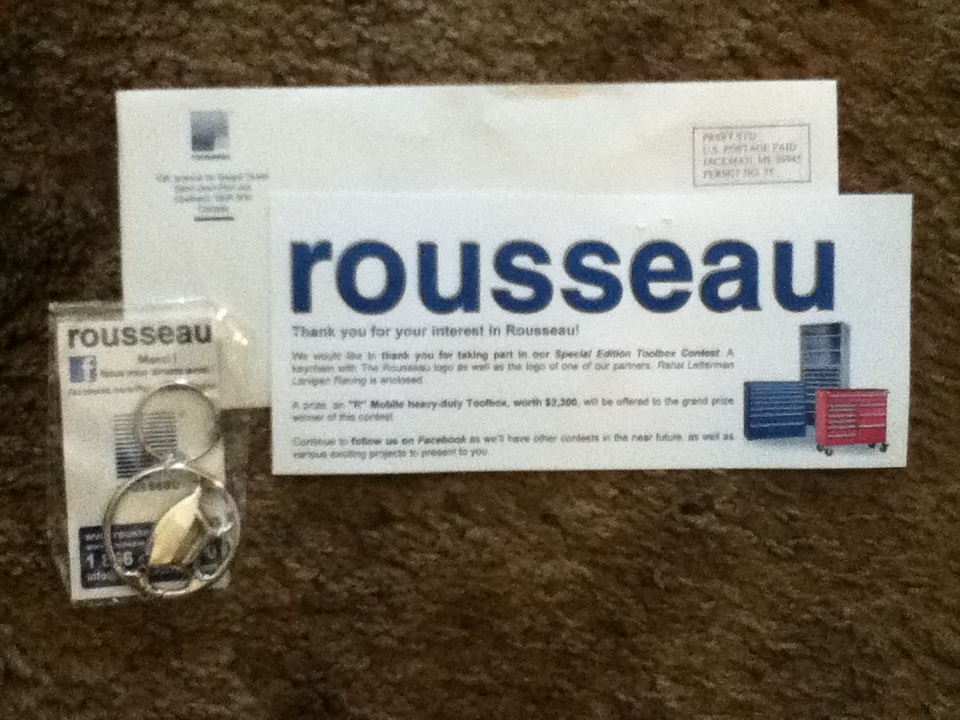 PRSRT STD
U.S. POSTAGE PAID
PERMIT NO.
rousseau
Thank you for your interest in Rousseau!
We would like to thank you for taking part in our Special Edition Toolbox Contest. A
keychain with The Rousseau logo as well as the logo of one of our partners, Rahal Letterman
Lanigan Racing is enclosed.
A prize, an "R" Mobile heavy-duty Toolbox, worth $3,300, will be offered to the grand prize
winner of this contest.
Continue to follow us on Facebook as we'll have other contests in the near future, as well as
various exciting projects to present to you.
rousseau
Merci !
f